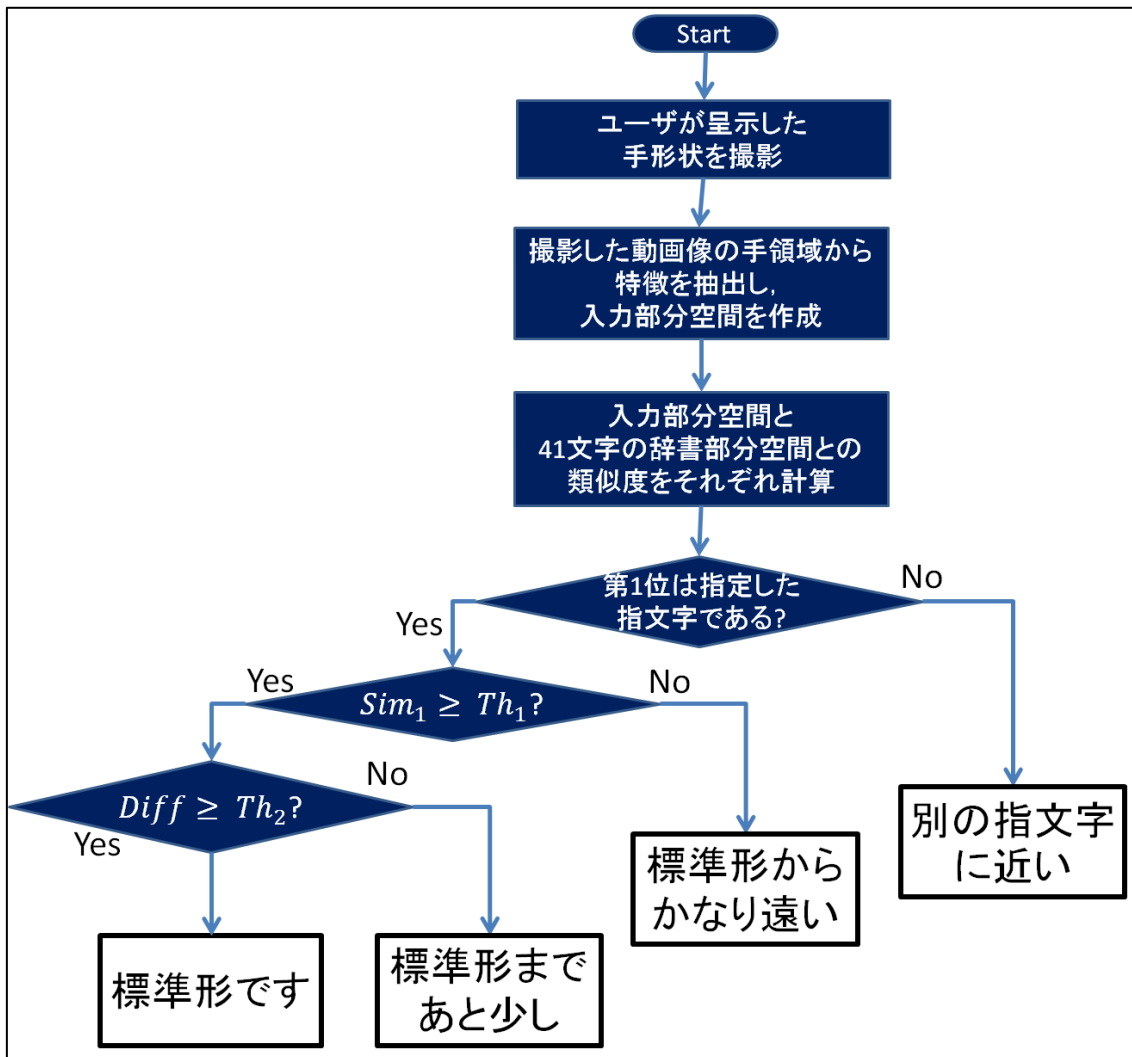 Start
ユーザが呈示した
手形状を撮影
撮影した動画像の手領域から
特徴を抽出し,
入力部分空間を作成
入力部分空間と
41文字の辞書部分空間との
類似度をそれぞれ計算
第1位は指定した
指文字である?
No
Yes
Sim₁ ≥ Th₁?
Yes
No
Diff ≥ Th₂?
No
Yes
別の指文字
に近い
標準形から
かなり遠い
標準形まで
あと少し
標準形です